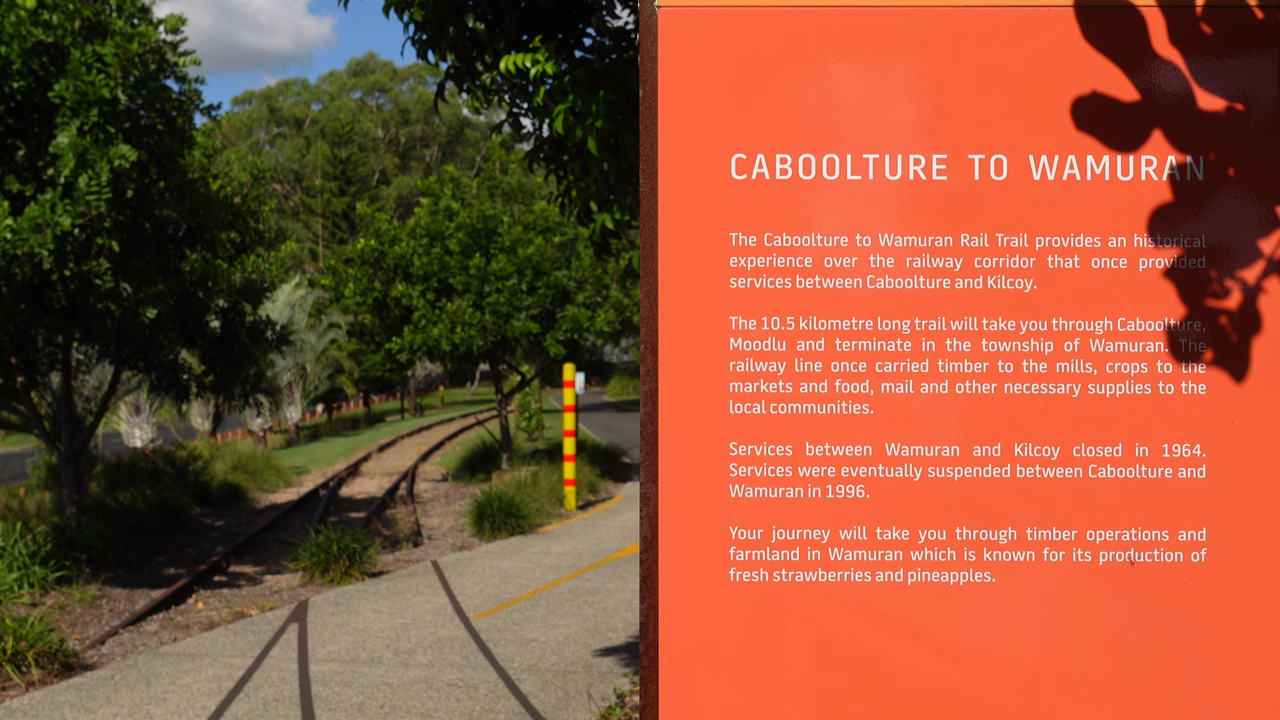 CABOOLTURE TO WAMURAN
The Caboolture to Wamuran Rail Trail provides an historical
experience over the railway corridor that once provided
services between Caboolture and Kilcoy.
The 10.5 kilometre long trail will take you through Caboolture,
Moodlu and terminate in the township of Wamuran. The
railway line once carried timber to the mills, crops to the
markets and food, mail and other necessary supplies to the
local communities.
Services between Wamuran and Kilcoy closed in 1964.
Services were eventually suspended between Caboolture and
Wamuran in 1996.
Your journey will take you through timber operations and
farmland in Wamuran which is known for its production of
fresh strawberries and pineapples.